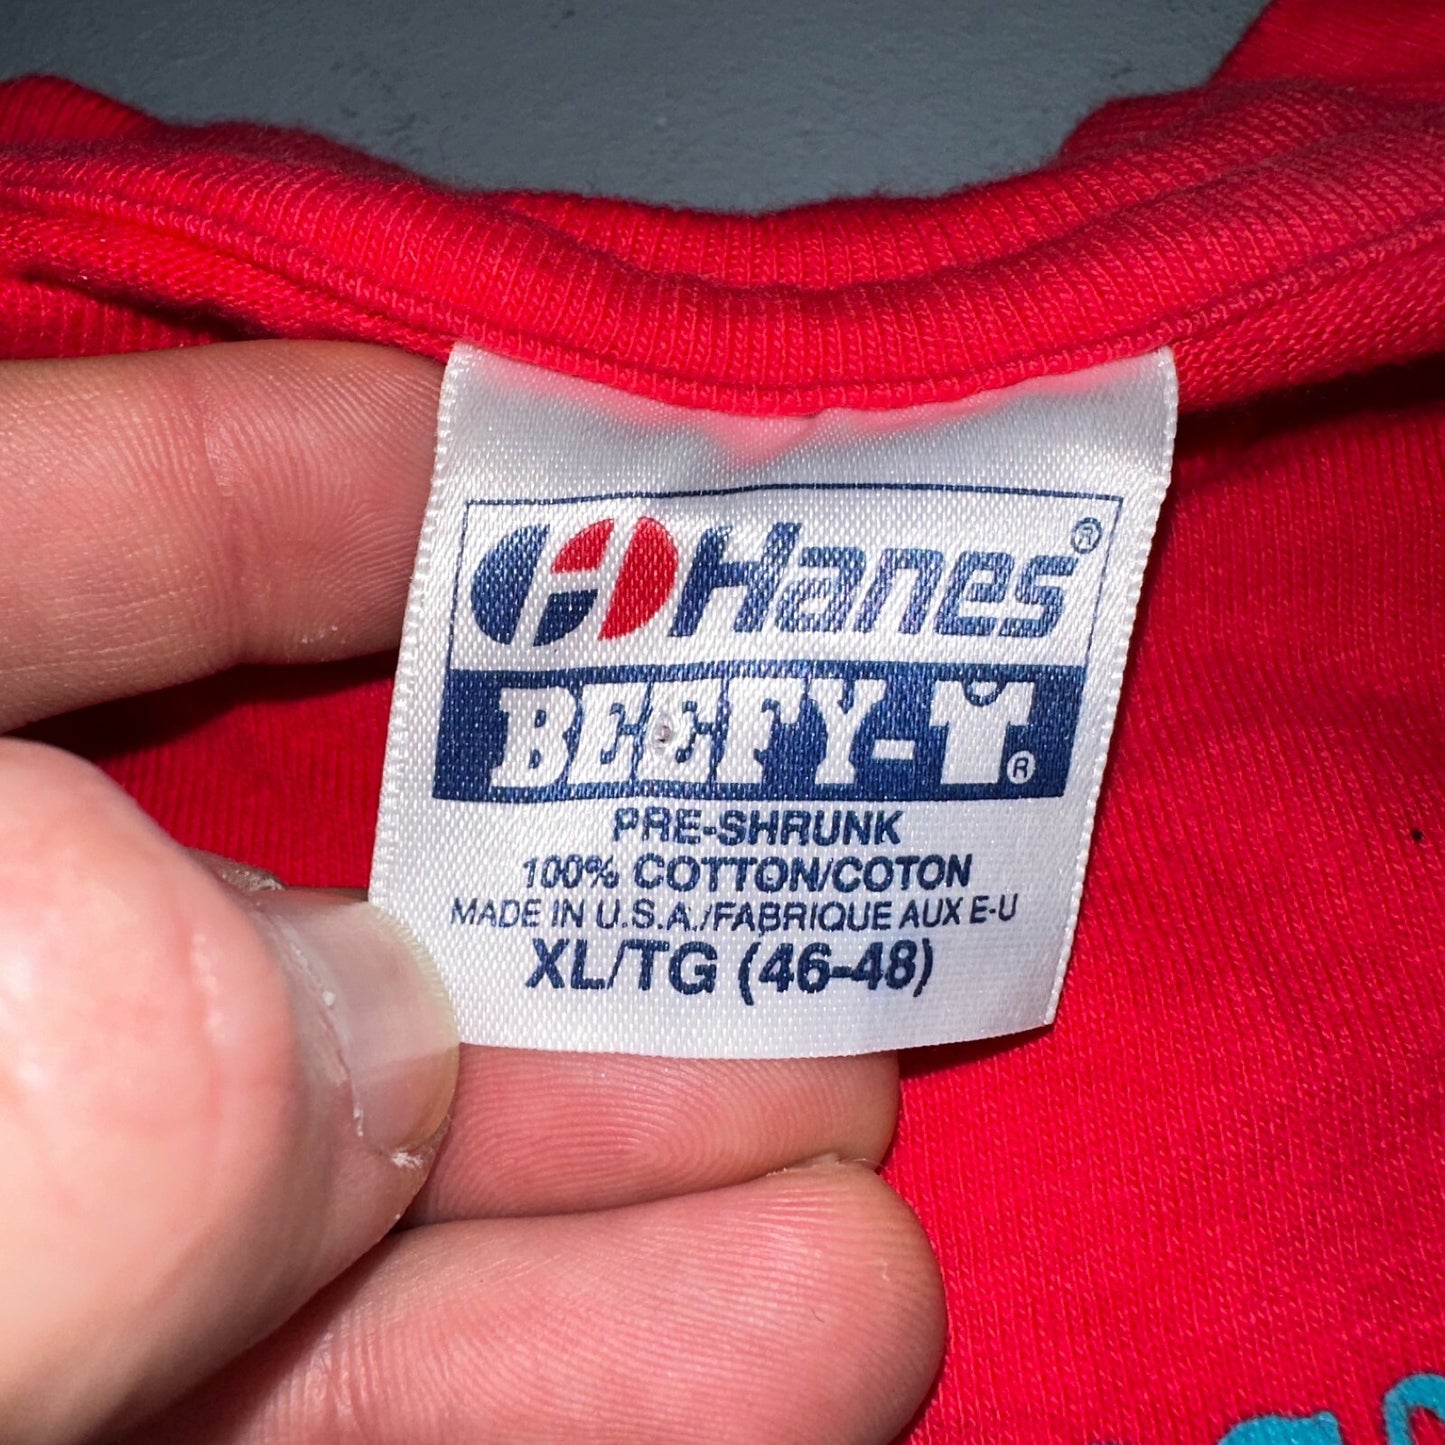 Hanes®
BEEFY-T®
PRE-SHRUNK
100% COTTON/COTON
MADE IN U.S.A./FABRIQUE AUX E-U
XL/TG (46-48)